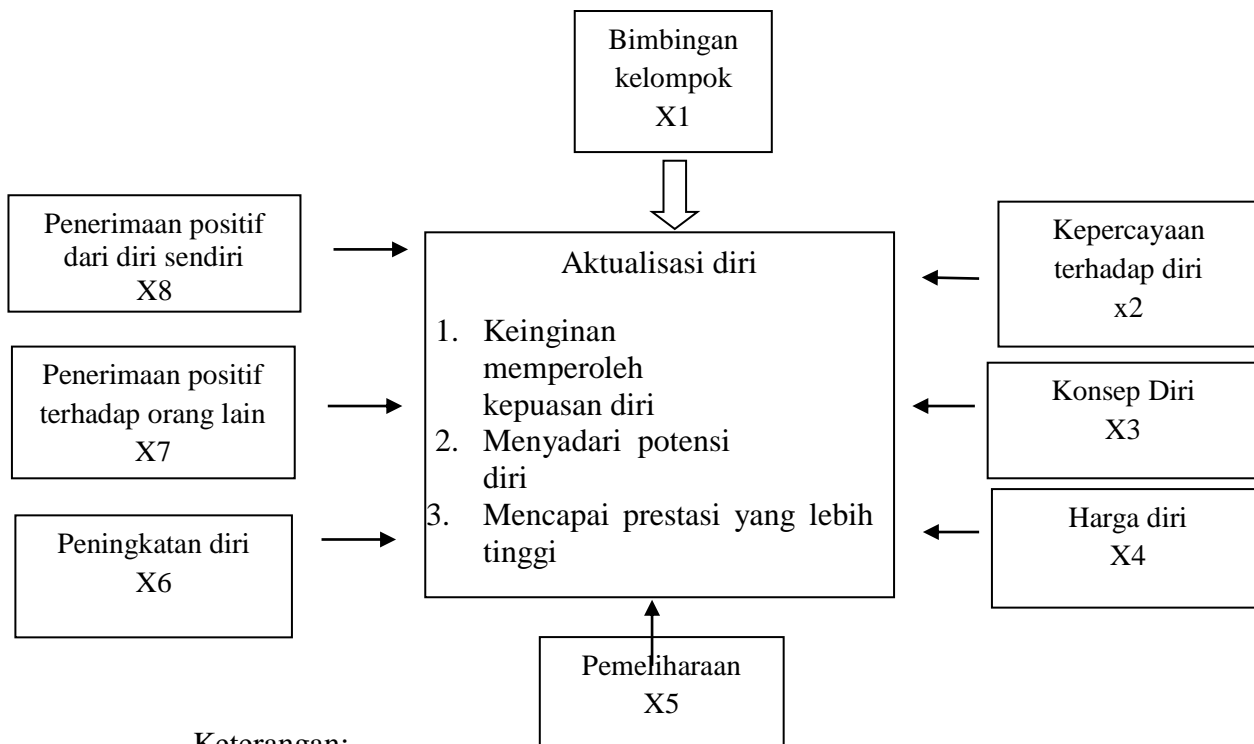 Bimbingan
kelompok
X1
Penerimaan positif
dari diri sendiri
X8
Kepercayaan
terhadap diri
x2
Aktualisasi diri
1. Keinginan
memperoleh
kepuasan diri
2. Menyadari potensi
diri
3. Mencapai prestasi yang lebih
tinggi
Penerimaan positif
terhadap orang lain
X7
Konsep Diri
X3
Peningkatan diri
X6
Harga diri
X4
Pemeliharaan
X5
Keterangan: